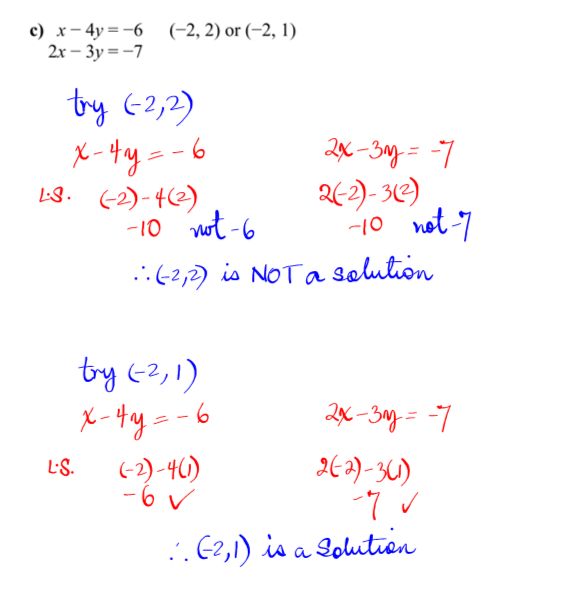 c) x − 4y = −6 (−2, 2) or (−2, 1)
2x − 3y = −7
try (-2,2)
x-4y = -6 2x-3y = -7
L.S. (-2)-4(2) 2(-2)-3(2)
-10 not -6 -10 not -7
∴ (-2,2) is NOT a solution
try (-2,1)
x-4y = -6 2x-3y = -7
L.S. (-2)-4(1) 2(-2)-3(1)
-6 ✓ -7 ✓
∴ (-2,1) is a solution